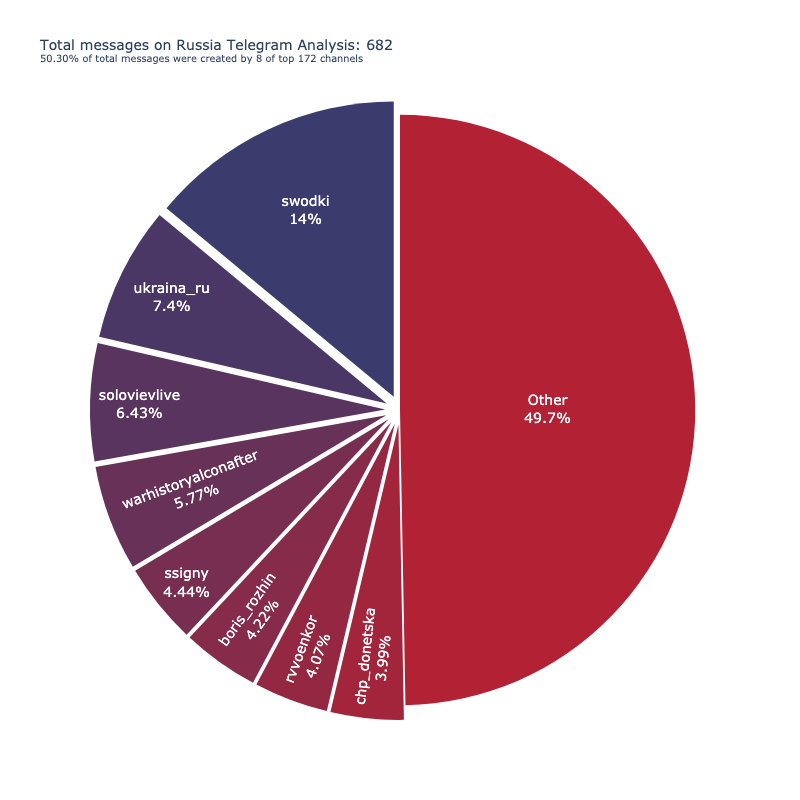 Total messages on Russia Telegram Analysis: 682
50.30% of total messages were created by 8 of top 172 channels
swodki
14%
ukraina_ru
7.4%
solovievlive
6.43%
warhistoryalconafter
5.77%
ssigny
4.44%
boris_rozhin
4.22%
rvvoenkor
4.07%
chp_donetska
3.99%
Other
49.7%